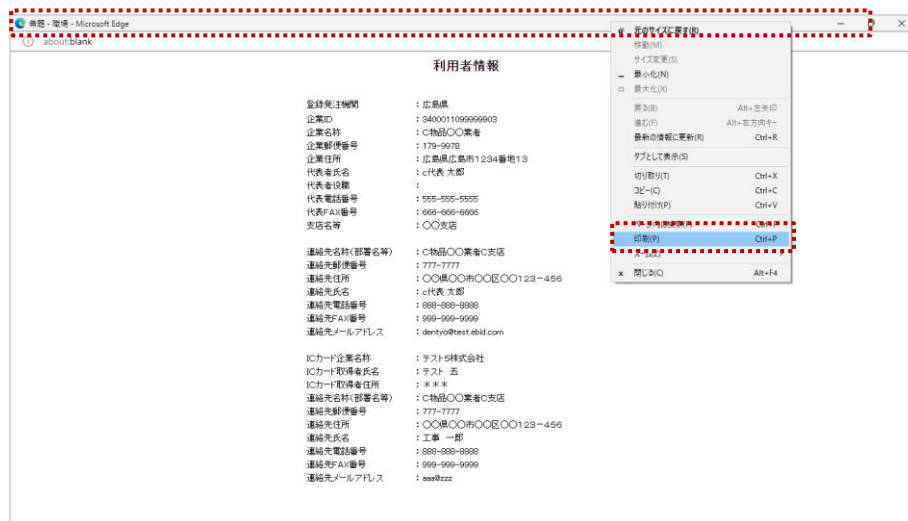 無題 - 職場 - Microsoft Edge
about:blank
元のサイズに戻す(R)
移動(M)
サイズ変更(S)
最小化(N)
最大化(X)
戻る(B) Alt+左矢印
進む(F) Alt+右方向キー
最新の情報に更新(R) Ctrl+R
タブとして表示(S)
切り取り(T) Ctrl+X
コピー(C) Ctrl+C
貼り付け(P) Ctrl+V
ページ内の検索(F) Ctrl+F
印刷(P) Ctrl+P
ズーム(Z)
閉じる(C) Alt+F4
利用者情報
登録発注機関 : 広島県
企業ID : 3400011099999903
企業名称 : C物品〇〇業者
企業郵便番号 : 179-9978
企業住所 : 広島県広島市1234番地13
代表者氏名 : c代表 太郎
代表者役職 :
代表電話番号 : 555-555-5555
代表FAX番号 : 666-666-6666
支店名等 : 〇〇支店
連絡先名称(部署名等) : C物品〇〇業者C支店
連絡先郵便番号 : 777-7777
連絡先住所 : 〇〇県〇〇市〇〇区〇〇123-456
連絡先氏名 : c代表 太郎
連絡先電話番号 : 888-888-8888
連絡先FAX番号 : 999-999-9999
連絡先メールアドレス : dentyo@test.ebid.com
ICカード企業名称 : テスト5株式会社
ICカード取得者氏名 : テスト 五
ICカード取得者住所 : ***
連絡先名称(部署名等) : C物品〇〇業者C支店
連絡先郵便番号 : 777-7777
連絡先住所 : 〇〇県〇〇市〇〇区〇〇123-456
連絡先氏名 : 工事 一郎
連絡先電話番号 : 888-888-8888
連絡先FAX番号 : 999-999-9999
連絡先メールアドレス : aaa@zzz